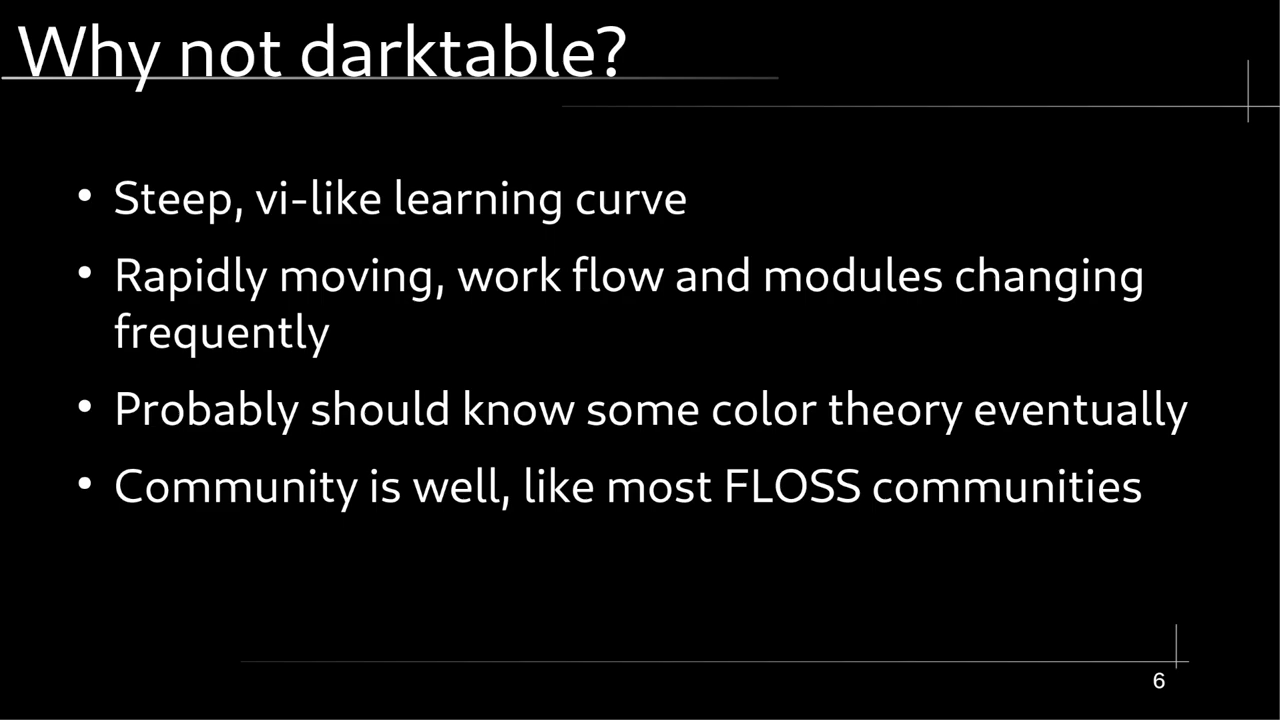 Why not darktable?
• Steep, vi-like learning curve
• Rapidly moving, work flow and modules changing
frequently
• Probably should know some color theory eventually
• Community is well, like most FLOSS communities
6